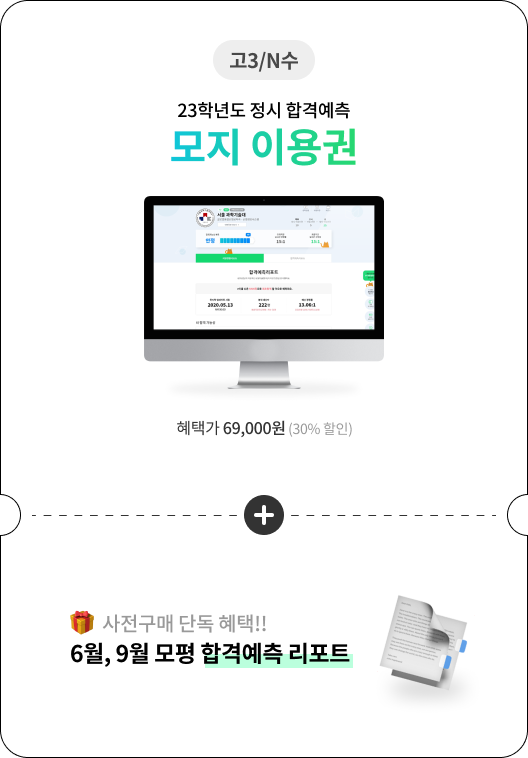 고3/N수
23학년도 정시 합격예측
모지 이용권
서울 과학기술대
안정
합격예측리포트
2020.05.13
222
13.00:1
혜택가 69,000원 (30% 할인)
사전구매 단독 혜택!!
6월, 9월 모평 합격예측 리포트